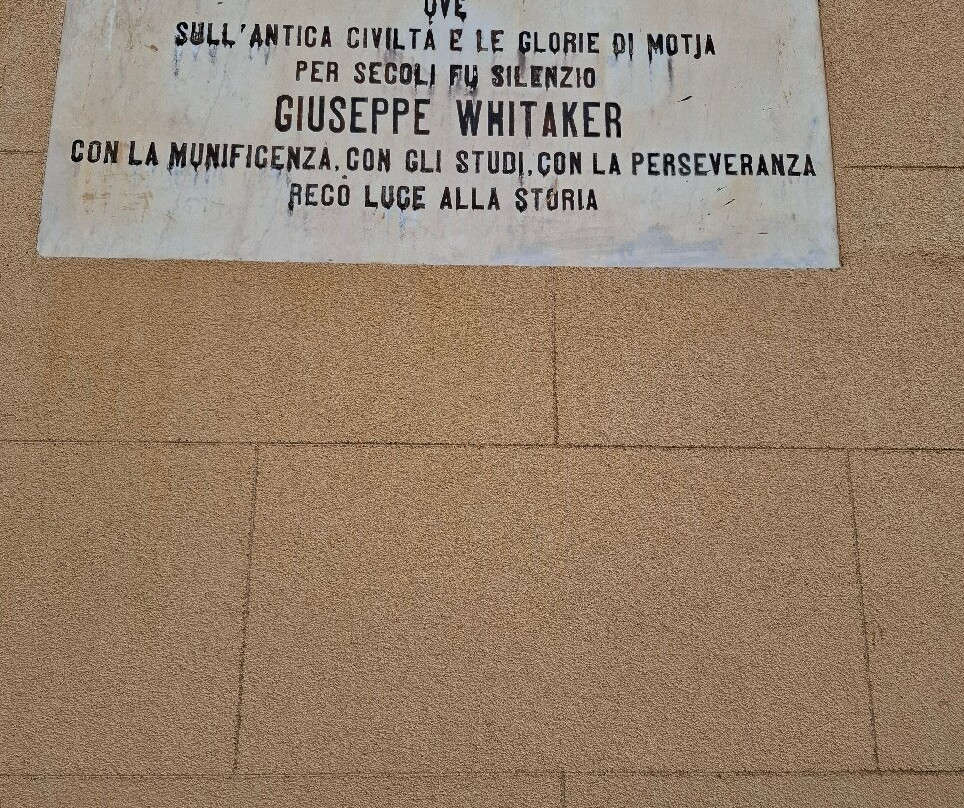 OVE
SULL'ANTICA CIVILTÀ E LE GLORIE DI MOTJA
PER SECOLI FU SILENZIO
GIUSEPPE WHITAKER
CON LA MUNIFICENZA, CON GLI STUDI, CON LA PERSEVERANZA
RECÒ LUCE ALLA STORIA